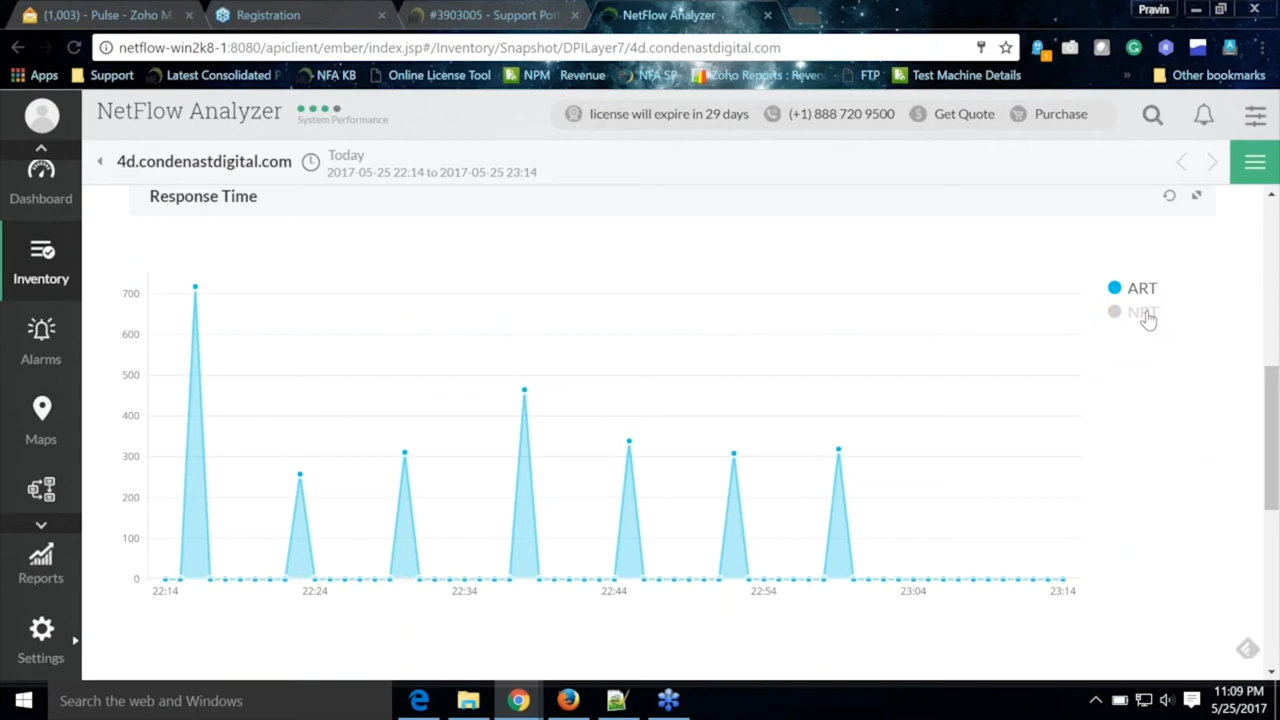 (1,003) - Pulse - Zoho M
Registration
#3903005 - Support Por
NetFlow Analyzer
Pravin
netflow-win2k8-1:8080/apiclient/ember/index.jsp#/Inventory/Snapshot/DPILayer7/4d.condenastdigital.com
Apps
Support
Latest Consolidated
NFA KB
Online License Tool
NPM
Revenue
NFA SP
Zoho Reports : Reven
FTP
Test Machine Details
»
Other bookmarks
NetFlow Analyzer
System Performance
license will expire in 29 days
(+1) 888 720 9500
Get Quote
Purchase
4d.condenastdigital.com
Today
2017-05-25 22:14 to 2017-05-25 23:14
Dashboard
Inventory
Alarms
Maps
Reports
Settings
Response Time
ART
700
600
500
400
300
200
100
0
22:14
22:24
22:34
22:44
22:54
23:04
23:14
Search the web and Windows
11:09 PM
5/25/2017